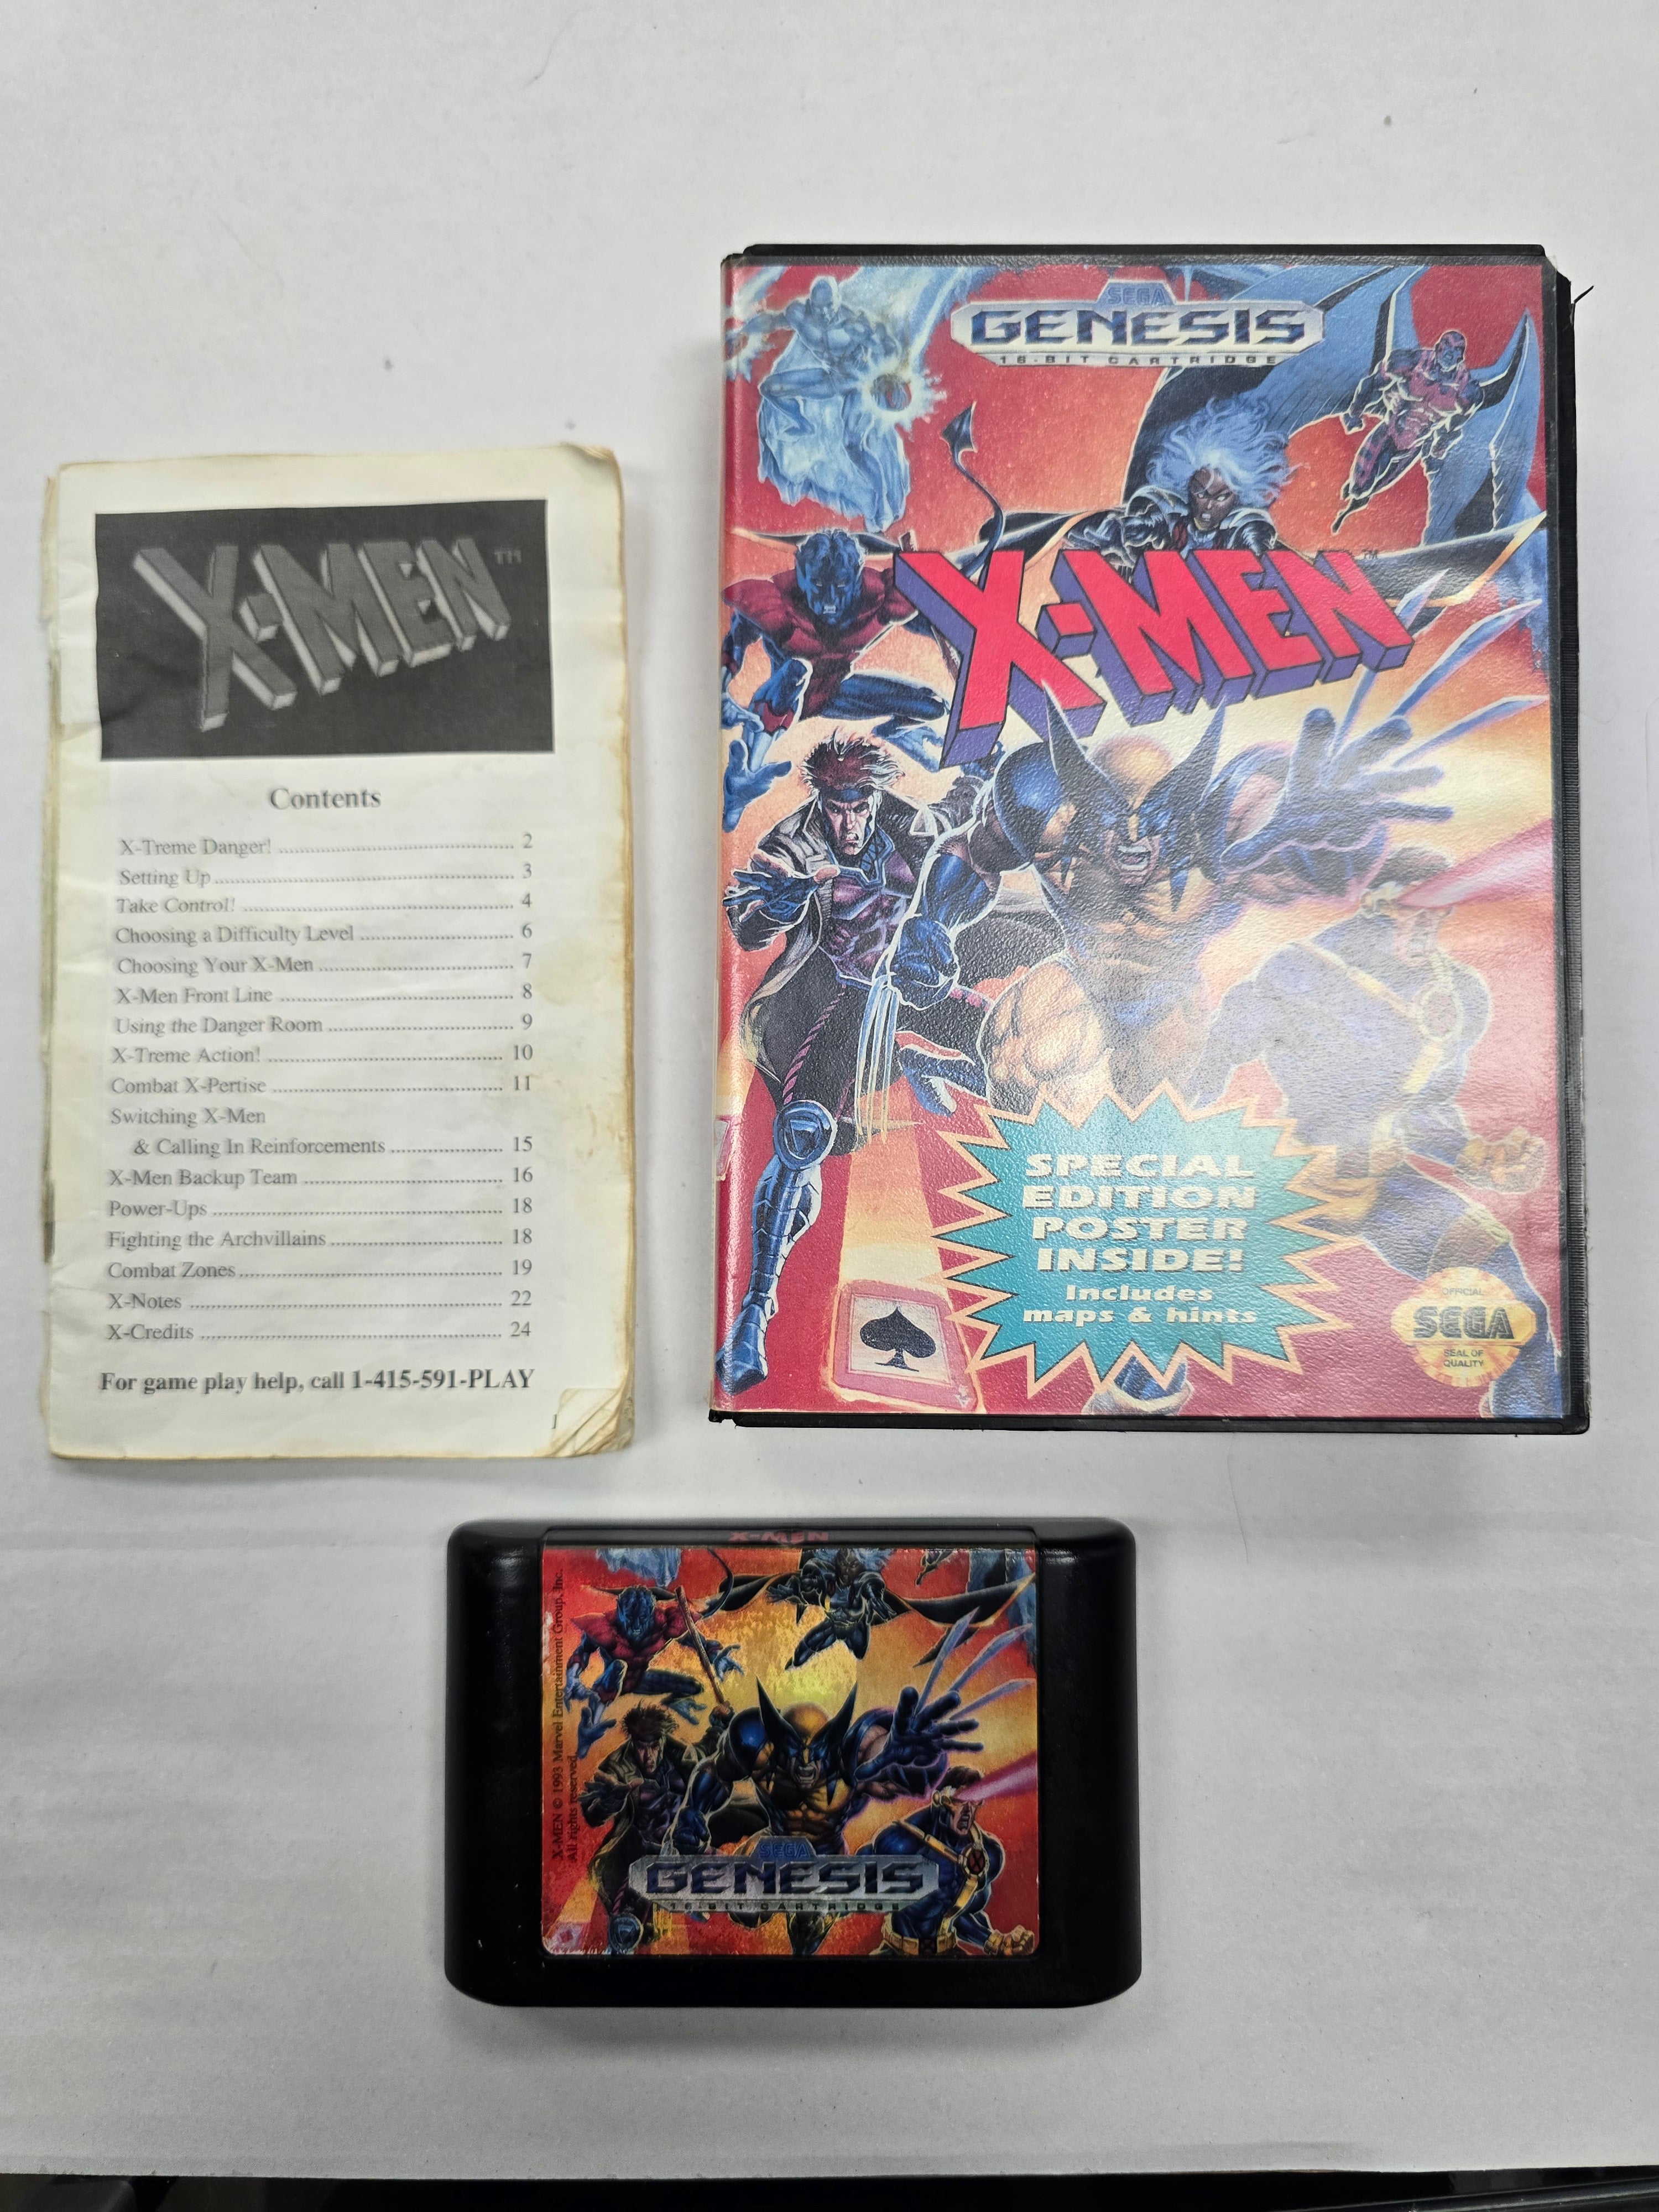 X-MEN™
Contents
X-Treme Danger! .......... 2
Setting Up .......... 3
Take Control! .......... 4
Choosing a Difficulty Level .......... 6
Choosing Your X-Men .......... 7
X-Men Front Line .......... 8
Using the Danger Room .......... 9
X-Treme Action! .......... 10
Combat X-Pertise .......... 11
Switching X-Men
& Calling In Reinforcements .......... 15
X-Men Backup Team .......... 16
Power-Ups .......... 18
Fighting the Archvillains .......... 18
Combat Zones .......... 19
X-Notes .......... 22
X-Credits .......... 24
For game play help, call 1-415-591-PLAY
1
SEGA
GENESIS
16-BIT CARTRIDGE
X-MEN™
SPECIAL
EDITION
POSTER
INSIDE!
Includes
maps & hints
OFFICIAL
SEGA
SEAL OF
QUALITY
X-MEN
X-MEN © 1993 Marvel Entertainment Group, Inc.
All rights reserved.
SEGA
GENESIS
16-BIT CARTRIDGE